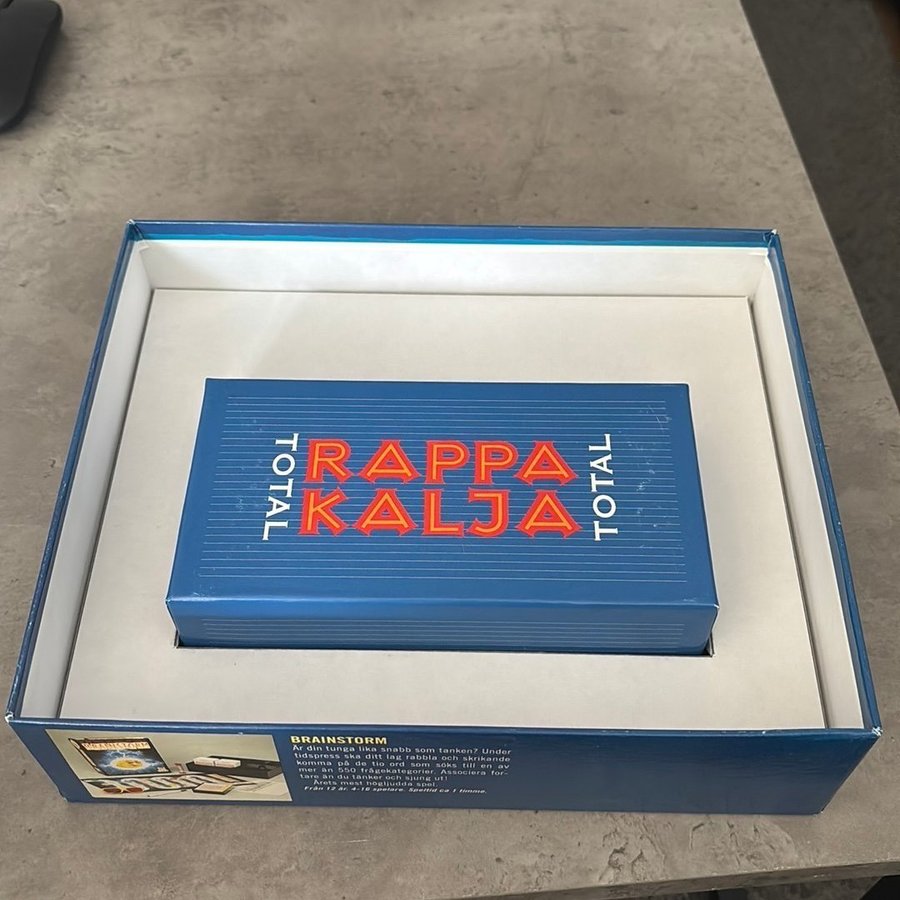 TOTAL
RAPPA
KALJA
TOTAL
BRAINSTORM
BRAINSTORM
Är din tunga lika snabb som tanken? Under
tidspress ska ditt lag rabbla och skrikande
komma på de tio ord som söks till en av
mer än 550 frågekategorier. Associera for-
tare än du tänker och sjung ut!
Årets mest högljudda spel.
Från 12 år. 4-16 spelare. Speltid ca 1 timme.